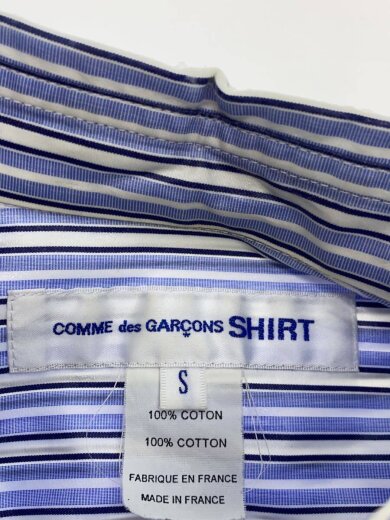 COMME des GARÇONS SHIRT
S
100% COTON
100% COTTON
FABRIQUE EN FRANCE
MADE IN FRANCE